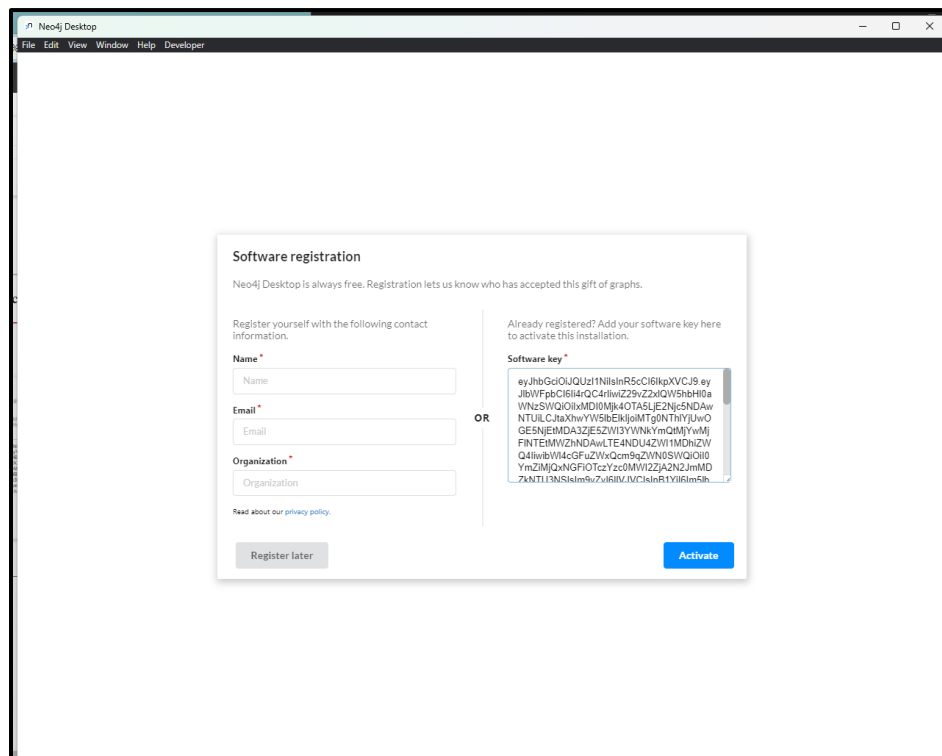 Neo4j Desktop
File Edit View Window Help Developer
Software registration
Neo4j Desktop is always free. Registration lets us know who has accepted this gift of graphs.
Register yourself with the following contact
information.
Name *
Name
Email *
Email
Organization *
Organization
Read about our privacy policy.
Register later
OR
Already registered? Add your software key here
to activate this installation.
Software key *
Activate